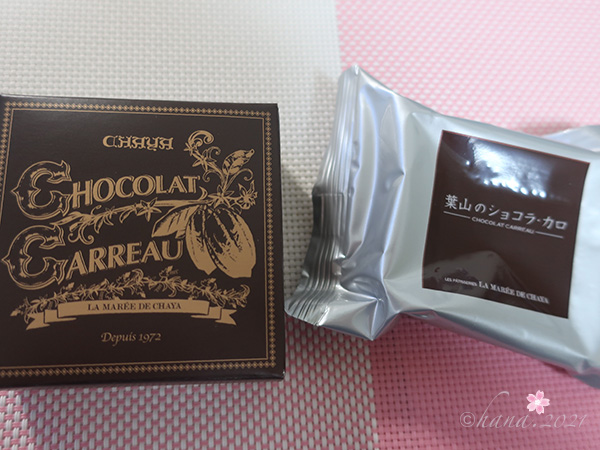 CHAYA
CHOCOLAT
CARREAU
LA MARÉE DE CHAYA
Depuis 1972
葉山のショコラ・カロ
CHOCOLAT CARREAU
LES PATISSERIES LA MARÉE DE CHAYA
©hana.2021